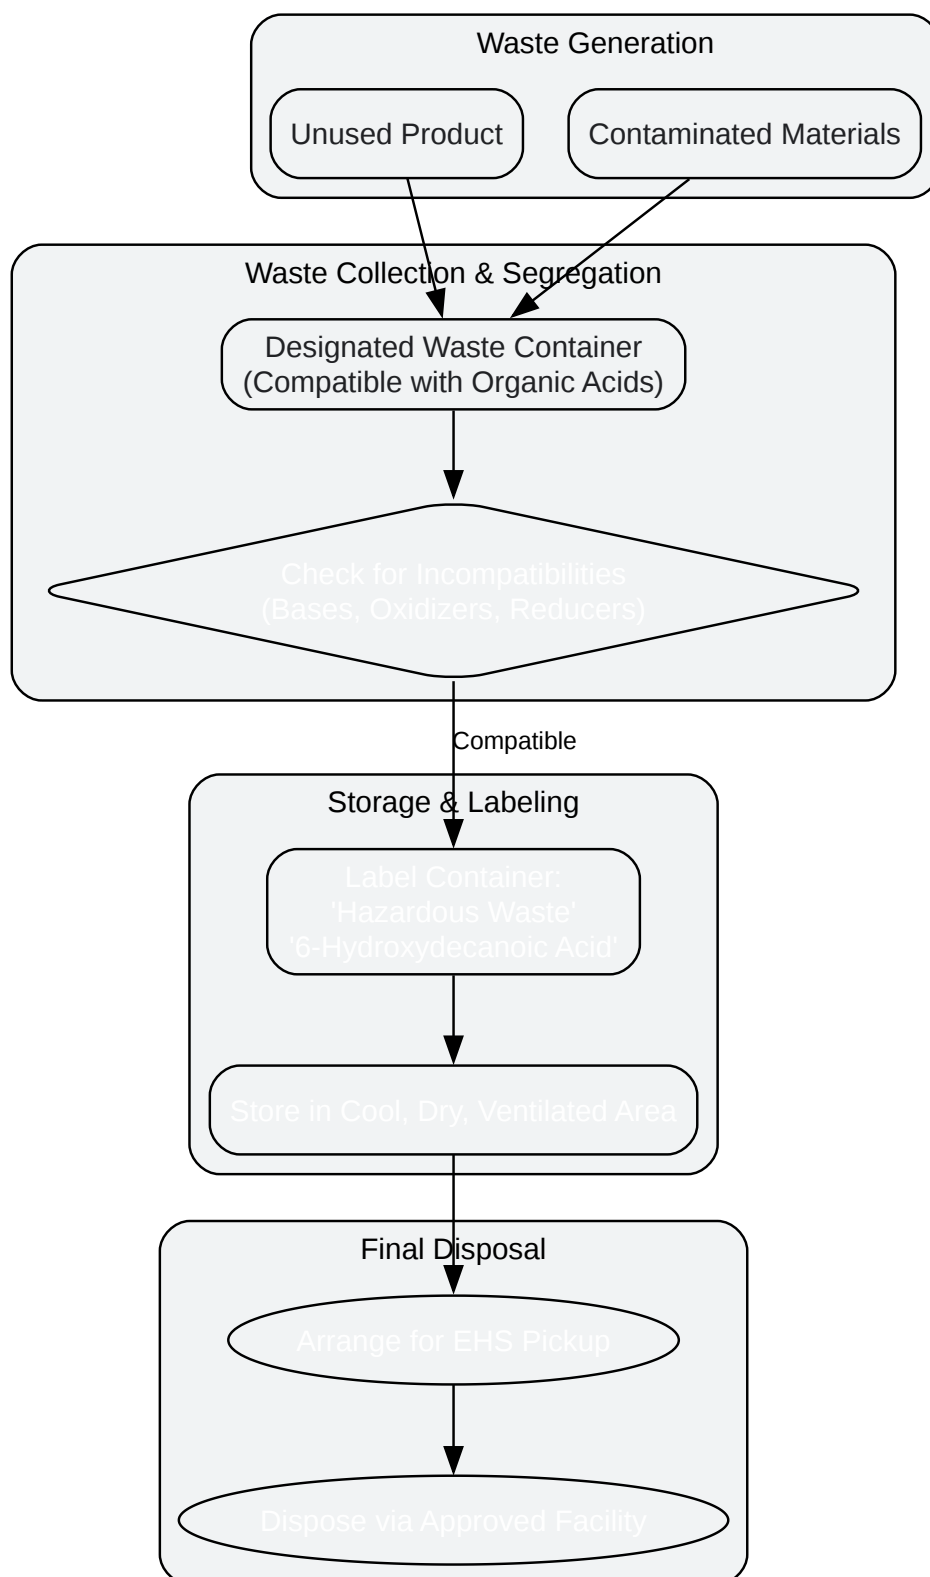 Waste Generation
Unused Product
Contaminated Materials
Waste Collection & Segregation
Designated Waste Container
(Compatible with Organic Acids)
Check for Incompatibilities
(Bases, Oxidizers, Reducers)
Compatible
Storage & Labeling
Label Container:
'Hazardous Waste'
'6-Hydroxydecanoic Acid'
Store in Cool, Dry, Ventilated Area
Final Disposal
Arrange for EHS Pickup
Dispose via Approved Facility